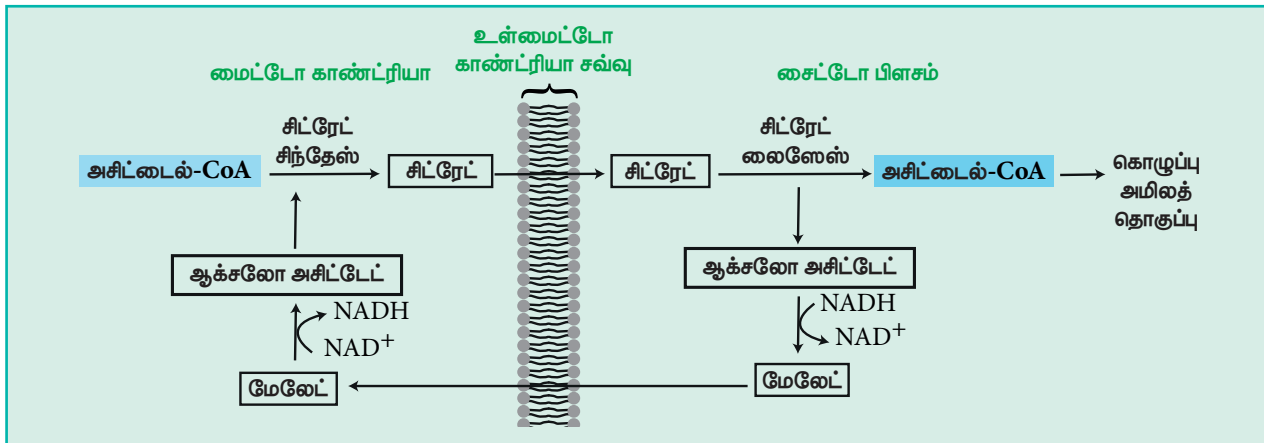 மைட்டோ காண்ட்ரியா
உள்மைட்டோ
காண்ட்ரியா சவ்வு
சைட்டோ பிளசம்
அசிட்டைல்-CoA
சிட்ரேட்
சிந்தேஸ்
சிட்ரேட்
சிட்ரேட்
சிட்ரேட்
லைஸேஸ்
அசிட்டைல்-CoA
கொழுப்பு
அமிலத்
தொகுப்பு
ஆக்சலோ அசிட்டேட்
ஆக்சலோ அசிட்டேட்
NADH
NAD⁺
NADH
NAD⁺
மேலேட்
மேலேட்